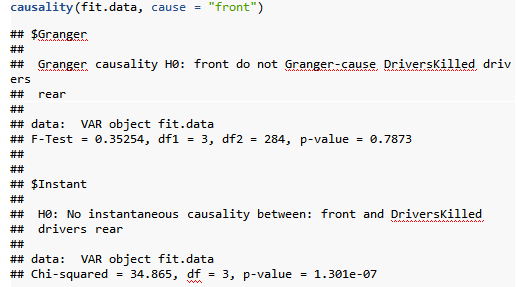 causality(fit.data, cause = "front")
## $Granger
##
##  Granger causality H0: front do not Granger-cause DriversKilled driv
ers
##  rear
##
## data:  VAR object fit.data
## F-Test = 0.35254, df1 = 3, df2 = 284, p-value = 0.7873
##
##
## $Instant
##
##  H0: No instantaneous causality between: front and DriversKilled
##  drivers rear
##
## data:  VAR object fit.data
## Chi-squared = 34.865, df = 3, p-value = 1.301e-07